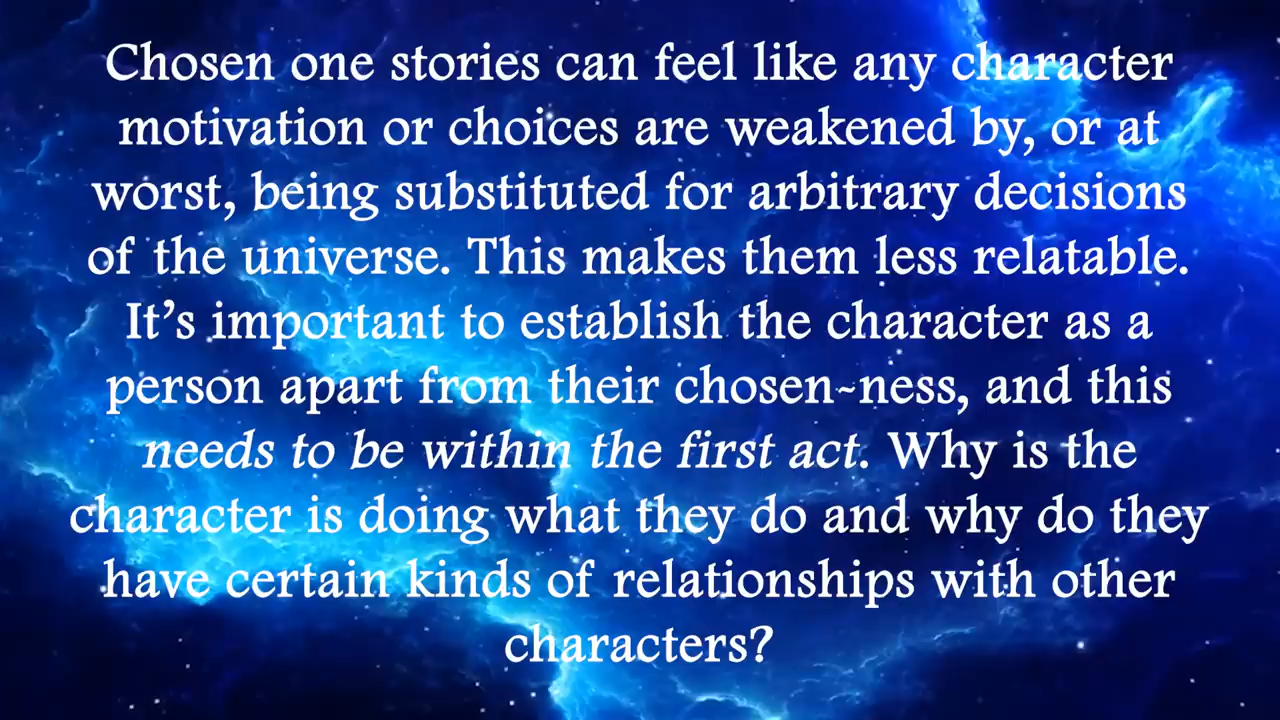 Chosen one stories can feel like any character
motivation or choices are weakened by, or at
worst, being substituted for arbitrary decisions
of the universe. This makes them less relatable.
It’s important to establish the character as a
person apart from their chosen-ness, and this
needs to be within the first act. Why is the
character is doing what they do and why do they
have certain kinds of relationships with other
characters?